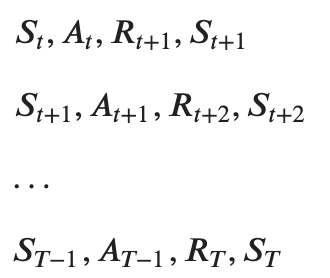 S_t, A_t, R_{t+1}, S_{t+1}
S_{t+1}, A_{t+1}, R_{t+2}, S_{t+2}
...
S_{T−1}, A_{T−1}, R_T, S_T